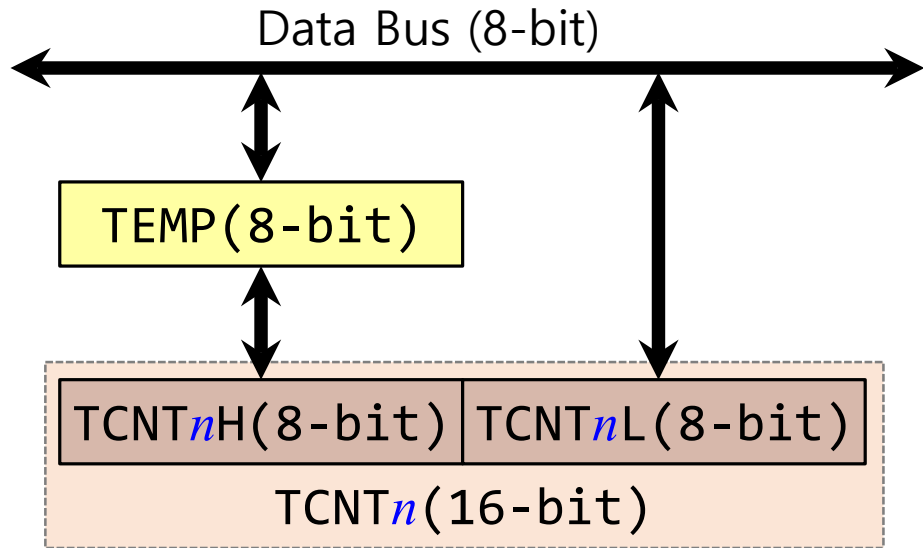 Data Bus (8-bit)
TEMP(8-bit)
TCNTnH(8-bit) TCNTnL(8-bit)
TCNTn(16-bit)